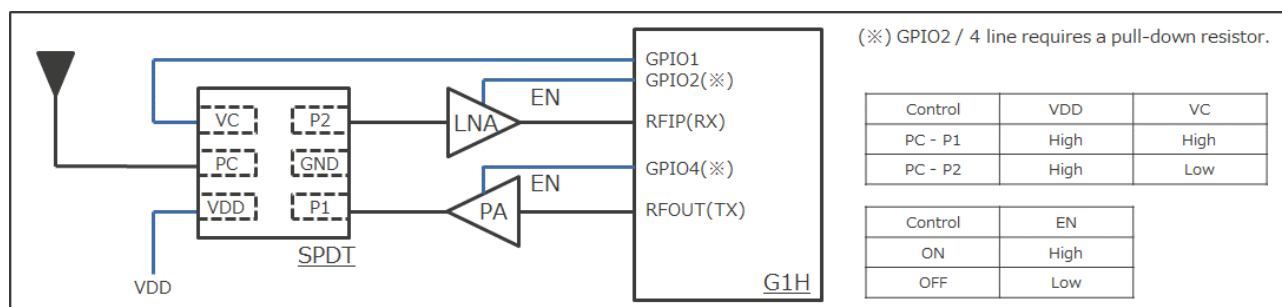 (※) GPIO2 / 4 line requires a pull-down resistor.
GPIO1
GPIO2(※)
EN
VC
P2
LNA
RFIP(RX)
PC
GND
GPIO4(※)
EN
VDD
P1
PA
RFOUT(TX)
SPDT
VDD
G1H
Control VDD VC
PC - P1 High High
PC - P2 High Low
Control EN
ON High
OFF Low